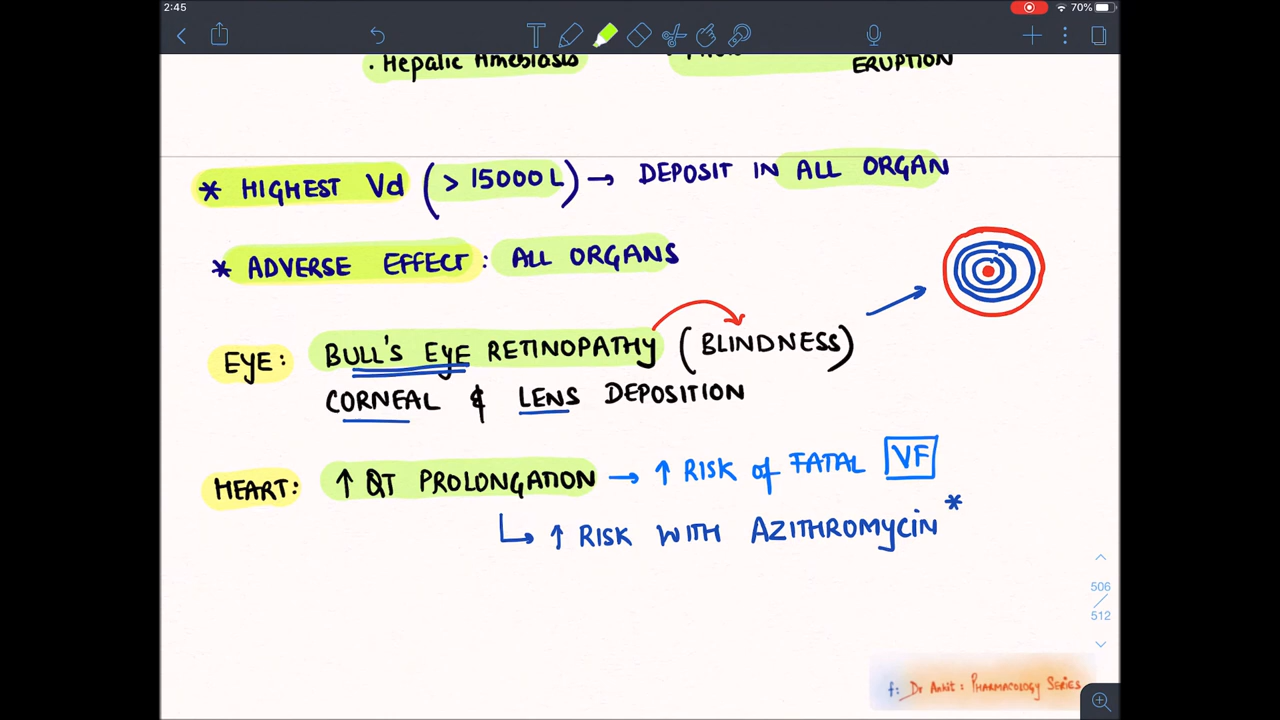 2:45
70%
· Hepatic Amebiasis
ERUPTION
* HIGHEST Vd (> 15000 L) → DEPOSIT IN ALL ORGAN
* ADVERSE EFFECT : ALL ORGANS
EYE: BULL'S EYE RETINOPATHY (BLINDNESS)
CORNEAL & LENS DEPOSITION
HEART: ↑ QT PROLONGATION → ↑ RISK of FATAL VF
↳ ↑ RISK WITH AZITHROMYCIN *
506
/
512
f: Dr Ankit : PHARMACOLOGY SERIES